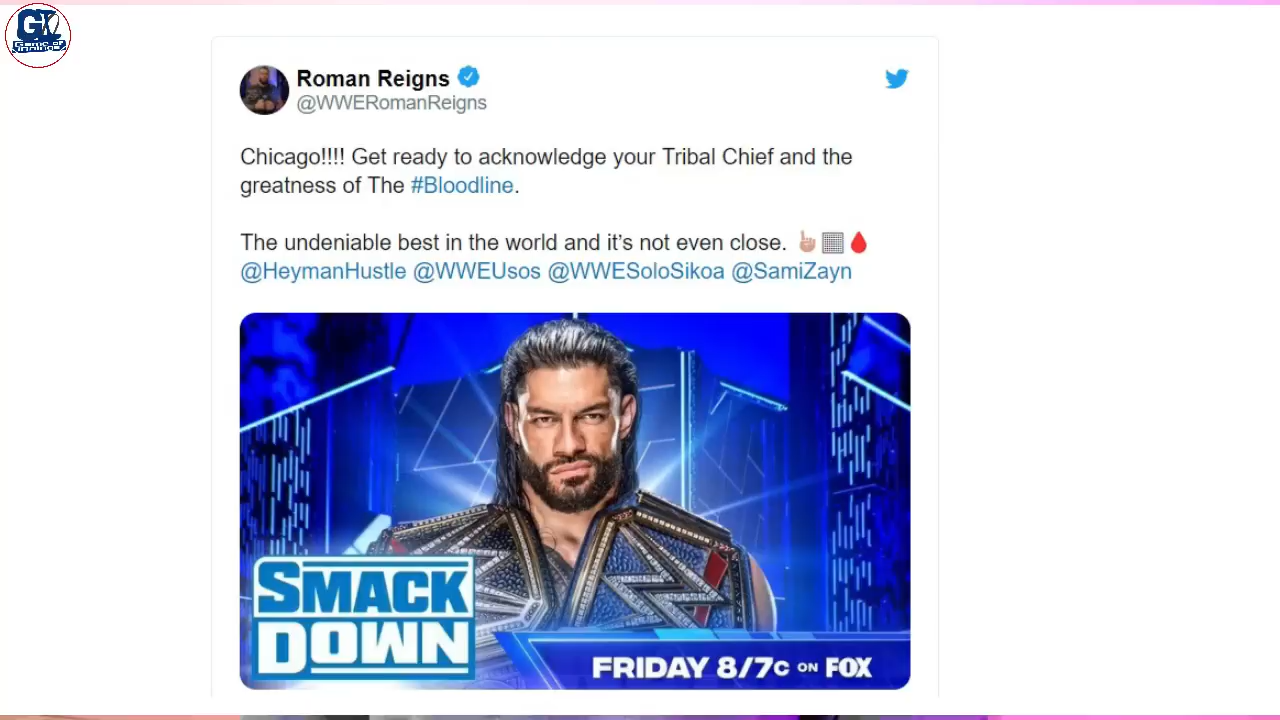 GX
Roman Reigns
@WWERomanReigns
Chicago!!!! Get ready to acknowledge your Tribal Chief and the
greatness of The #Bloodline.
The undeniable best in the world and it’s not even close. ☝🏼🩸
@HeymanHustle @WWEUsos @WWESoloSikoa @SamiZayn
SMACK
DOWN
FRIDAY 8/7C ON FOX